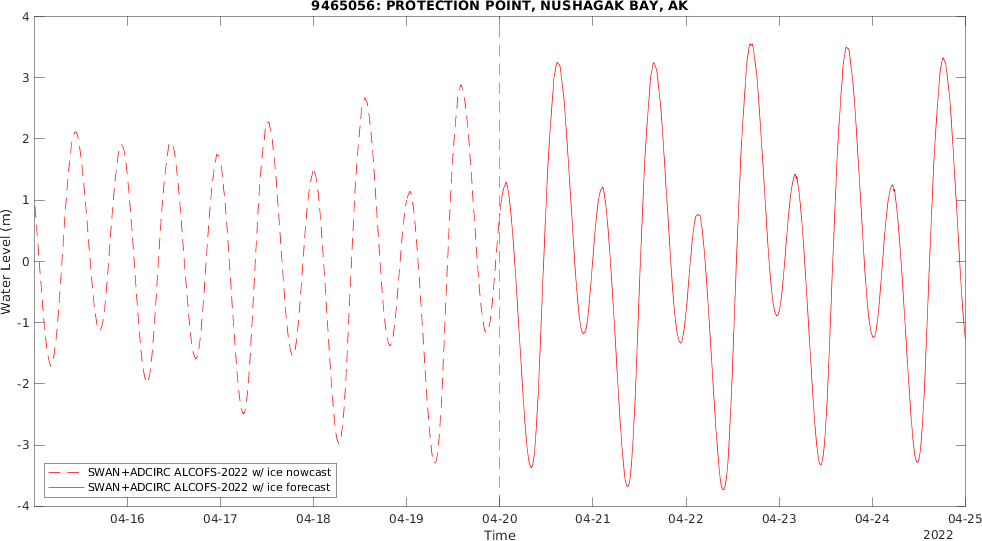 9465056: PROTECTION POINT, NUSHAGAK BAY, AK
Water Level (m)
4
3
2
1
0
-1
-2
-3
-4
SWAN+ADCIRC ALCOFS-2022 w/ ice nowcast
SWAN+ADCIRC ALCOFS-2022 w/ ice forecast
04-16 04-17 04-18 04-19 04-20 04-21 04-22 04-23 04-24 04-25
Time
2022